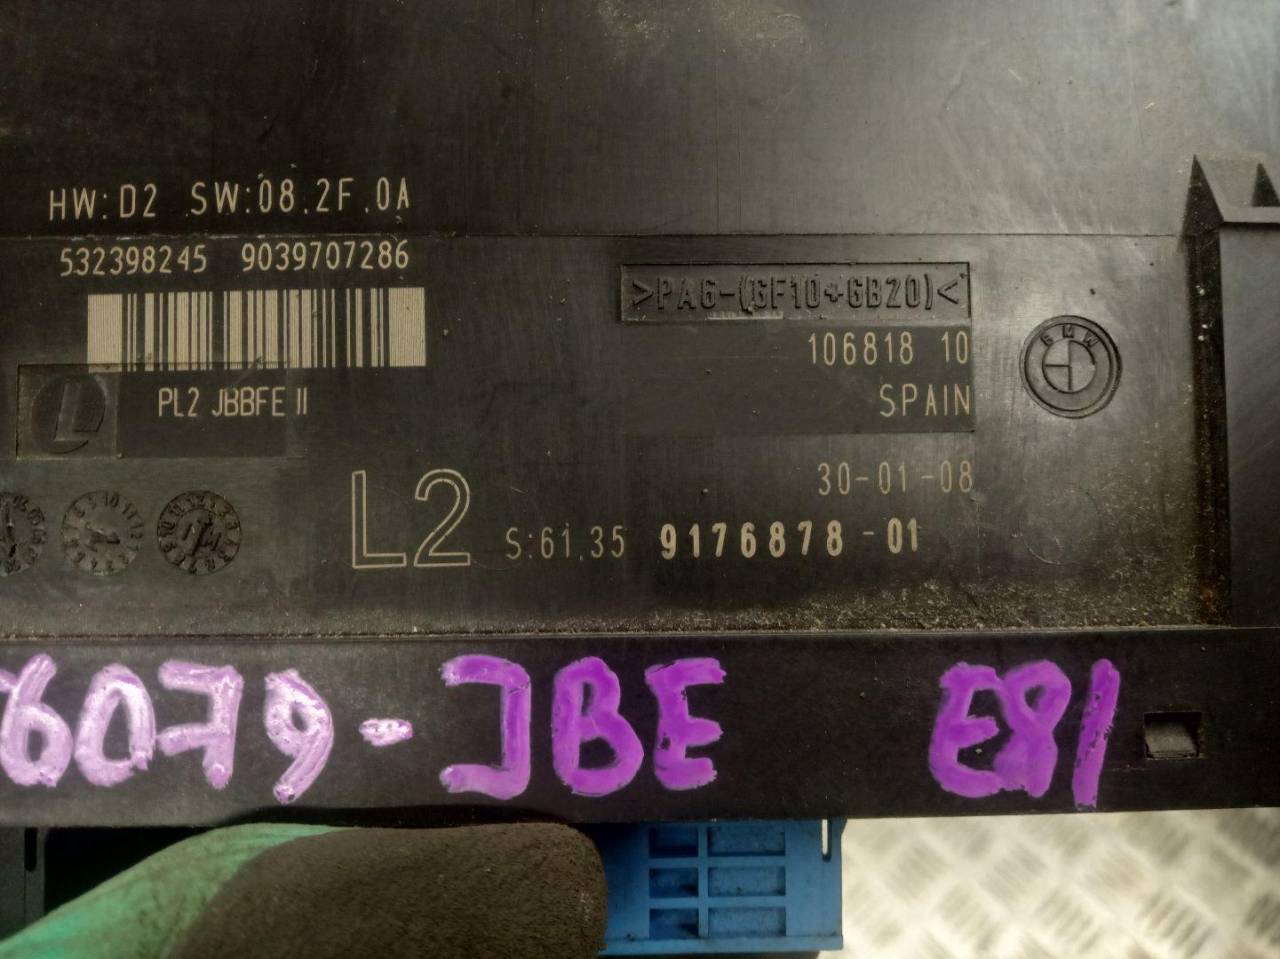 HW: D2 SW:08.2F.0A
532398245 9039707286
>PA6-(GF10+GB20)<
106818 10
BMW
L
PL2 JBBFE II
SPAIN
30-01-08
L2
S:61.35 9176878-01
6079-JBE E81